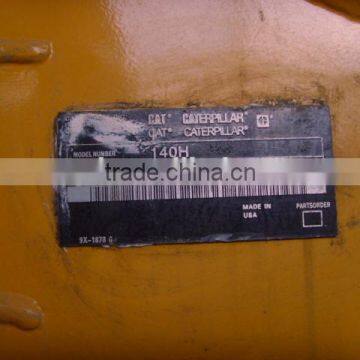 CAT CATERPILLAR
CAT CATERPILLAR
MODEL NUMBER 140H
trade.china.cn
MADE IN
USA
PARTSORDER
9X-1878